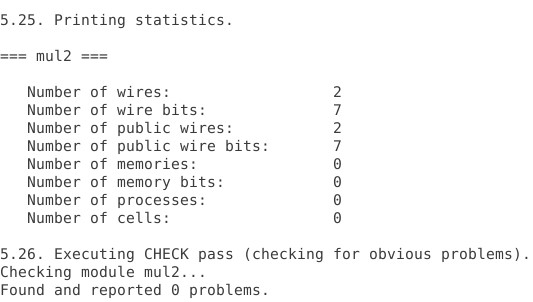 5.25. Printing statistics.
=== mul2 ===
Number of wires: 2
Number of wire bits: 7
Number of public wires: 2
Number of public wire bits: 7
Number of memories: 0
Number of memory bits: 0
Number of processes: 0
Number of cells: 0
5.26. Executing CHECK pass (checking for obvious problems).
Checking module mul2...
Found and reported 0 problems.